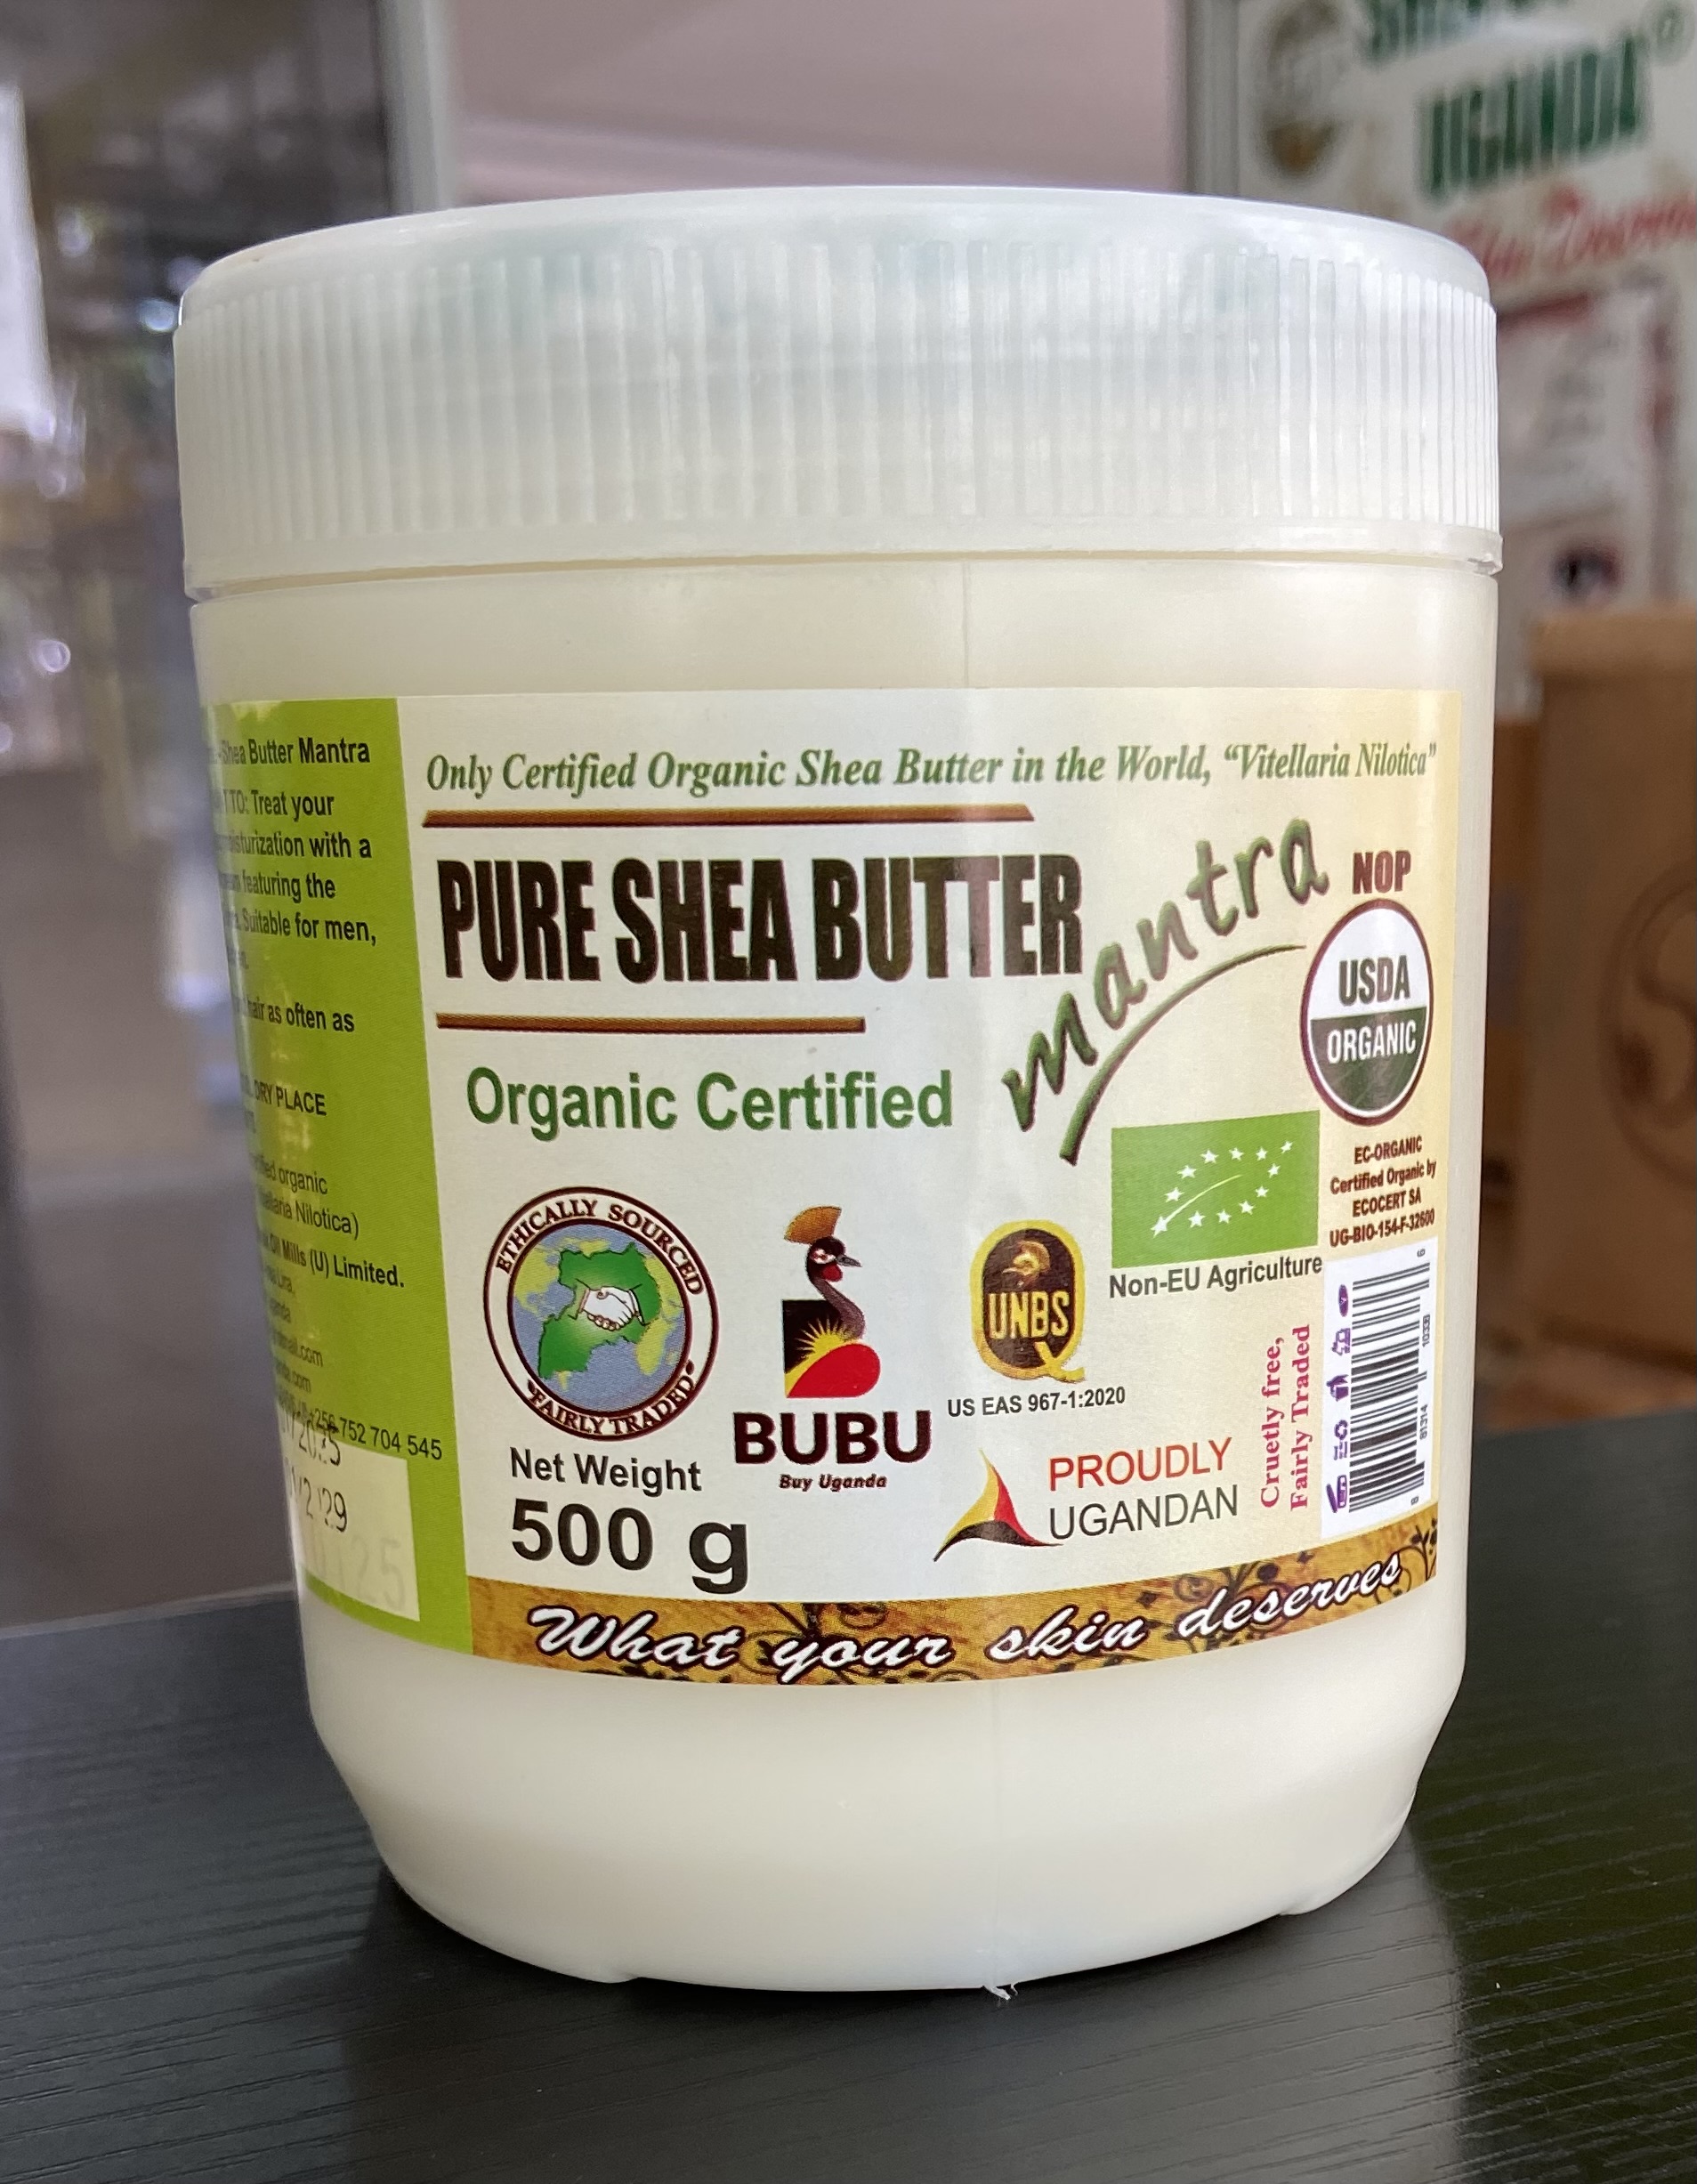 Shea Butter Mantra
TO: Treat your
with a
featuring the
Suitable for men,
hair as often as
DRY PLACE
organic
Nilotica)
Oil Mills (U) Limited.
752 704 545
Only Certified Organic Shea Butter in the World, “Vitellaria Nilotica”
PURE SHEA BUTTER
mantra
Organic Certified
NOP
USDA
ORGANIC
EC-ORGANIC
Certified Organic by
ECOCERT SA
UG-BIO-154-F-32600
Non-EU Agriculture
ETHICALLY SOURCED
FAIRLY TRADED
BUBU
Buy Uganda
UNBS
Q
US EAS 967-1:2020
Net Weight
500 g
PROUDLY
UGANDAN
Cruetly free,
Fairly Traded
What your skin deserves
UGANDA®